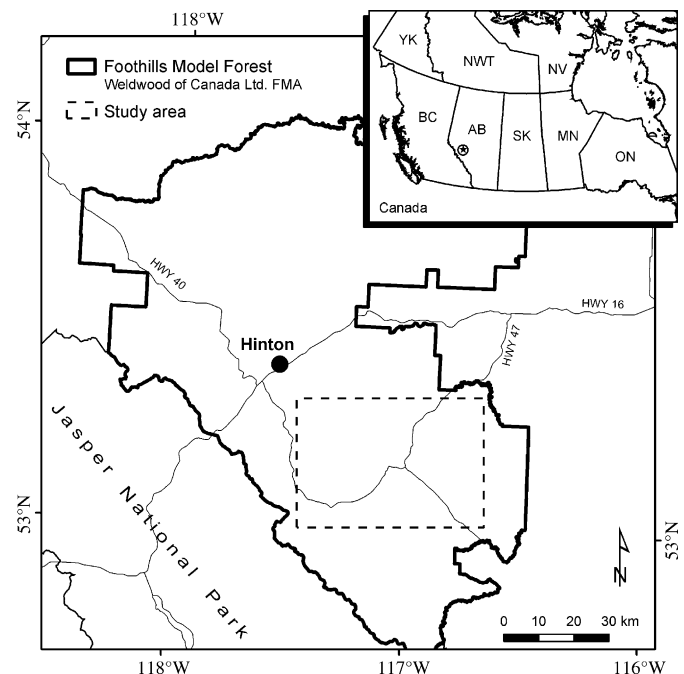 118°W
Foothills Model Forest
Weldwood of Canada Ltd. FMA
Study area
54°N
YK
NWT
NV
BC
AB
SK
MN
ON
Canada
HWY 40
HWY 16
HWY 47
Hinton
Jasper National Park
53°N
53°N
N
0 10 20 30 km
118°W
117°W
116°W